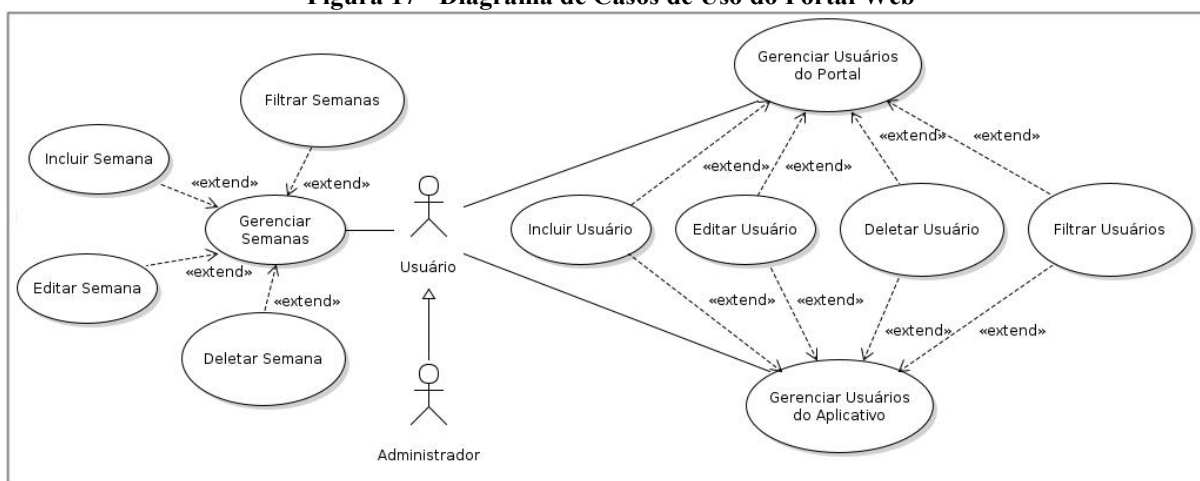 Figura 17 - Diagrama de Casos de Uso do Portal Web
Gerenciar Usuários
do Portal
Filtrar Semanas
Incluir Semana
«extend»
«extend»
«extend»
«extend»
«extend»
«extend»
Gerenciar
Semanas
Incluir Usuário
Editar Usuário
Deletar Usuário
Filtrar Usuários
Usuário
Editar Semana
«extend»
«extend»
«extend»
«extend»
«extend»
«extend»
Deletar Semana
Gerenciar Usuários
do Aplicativo
Administrador